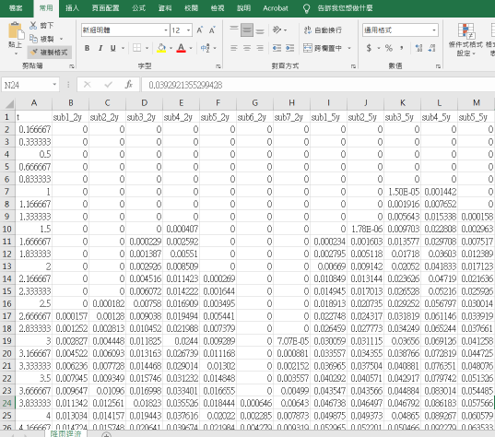 檔案 常用 插入 頁面配置 公式 資料 校閱 檢視 說明 Acrobat 告訴我您想做什麼
貼上 剪下 複製 複製格式
新細明體 12
B I U
自動換行
跨欄置中
通用格式
$ % ,
條件式格式設定
剪貼簿 字型 對齊方式 數值
N24 fx 0.0392921355299428
A B C D E F G H I J K L M
1 t sub1_2y sub2_2y sub3_2y sub4_2y sub5_2y sub6_2y sub7_2y sub1_5y sub2_5y sub3_5y sub4_5y sub5_5y
2 0.166667 0 0 0 0 0 0 0 0 0 0 0 0
3 0.333333 0 0 0 0 0 0 0 0 0 0 0 0
4 0.5 0 0 0 0 0 0 0 0 0 0 0 0
5 0.666667 0 0 0 0 0 0 0 0 0 0 0 0
6 0.833333 0 0 0 0 0 0 0 0 0 0 0 0
7 1 0 0 0 0 0 0 0 0 0 1.50E-05 0.001442 0
8 1.166667 0 0 0 0 0 0 0 0 0 0.001916 0.007652 0
9 1.333333 0 0 0 0 0 0 0 0 0 0.005643 0.015338 0.000158
10 1.5 0 0 0 0.000407 0 0 0 0 1.78E-06 0.009703 0.022808 0.002963
11 1.666667 0 0 0.000229 0.002592 0 0 0 0.000234 0.001603 0.013577 0.029708 0.007517
12 1.833333 0 0 0.001387 0.00551 0 0 0 0.002795 0.005118 0.01718 0.03603 0.012389
13 2 0 0 0.002926 0.008509 0 0 0 0.00669 0.009142 0.02052 0.041833 0.017123
14 2.166667 0 0 0.004516 0.011423 0.000269 0 0 0.010849 0.013144 0.023626 0.04719 0.021636
15 2.333333 0 0 0.006072 0.014222 0.001644 0 0 0.014945 0.017013 0.026528 0.05216 0.025926
16 2.5 0 0.000182 0.00758 0.016909 0.003495 0 0 0.018913 0.020735 0.029252 0.056797 0.030014
17 2.666667 0.000157 0.00128 0.009038 0.019494 0.005441 0 0 0.022748 0.024317 0.031819 0.061146 0.033919
18 2.833333 0.001252 0.002813 0.010452 0.021988 0.007379 0 0 0.026459 0.027773 0.034249 0.065244 0.037661
19 3 0.002827 0.004448 0.011825 0.0244 0.009289 0 7.07E-05 0.030059 0.031115 0.03656 0.069126 0.041258
20 3.166667 0.004522 0.006093 0.013163 0.026739 0.011168 0 0.000881 0.033557 0.034355 0.038766 0.072819 0.044725
21 3.333333 0.006236 0.007728 0.014468 0.029014 0.01302 0 0.002152 0.036965 0.037504 0.040881 0.076351 0.048076
22 3.5 0.007945 0.009349 0.015746 0.031232 0.014848 0 0.003557 0.040292 0.040571 0.042917 0.079742 0.051326
23 3.666667 0.00967 0.01096 0.016998 0.033401 0.016655 0 0.00499 0.043547 0.043566 0.044884 0.083014 0.054485
24 3.833333 0.011342 0.012561 0.01823 0.035526 0.018444 0.000646 0.00643 0.046738 0.046497 0.046792 0.086183 0.057566
25 4 0.013034 0.014157 0.019443 0.037616 0.02022 0.002285 0.007873 0.049875 0.049373 0.04865 0.089267 0.060579